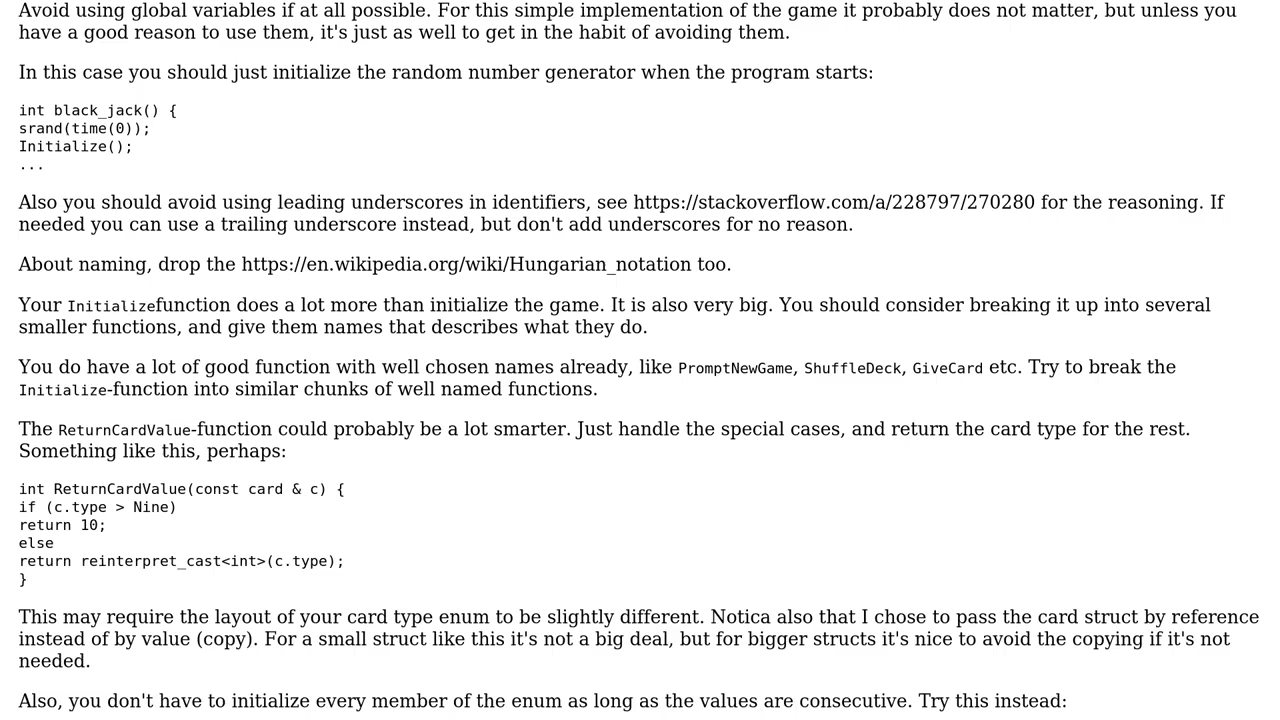 Avoid using global variables if at all possible. For this simple implementation of the game it probably does not matter, but unless you
have a good reason to use them, it's just as well to get in the habit of avoiding them.
In this case you should just initialize the random number generator when the program starts:
int black_jack() {
srand(time(0));
Initialize();
...
Also you should avoid using leading underscores in identifiers, see https://stackoverflow.com/a/228797/270280 for the reasoning. If
needed you can use a trailing underscore instead, but don't add underscores for no reason.
About naming, drop the https://en.wikipedia.org/wiki/Hungarian_notation too.
Your Initializefunction does a lot more than initialize the game. It is also very big. You should consider breaking it up into several
smaller functions, and give them names that describes what they do.
You do have a lot of good function with well chosen names already, like PromptNewGame, ShuffleDeck, GiveCard etc. Try to break the
Initialize-function into similar chunks of well named functions.
The ReturnCardValue-function could probably be a lot smarter. Just handle the special cases, and return the card type for the rest.
Something like this, perhaps:
int ReturnCardValue(const card & c) {
if (c.type > Nine)
return 10;
else
return reinterpret_cast<int>(c.type);
}
This may require the layout of your card type enum to be slightly different. Notica also that I chose to pass the card struct by reference
instead of by value (copy). For a small struct like this it's not a big deal, but for bigger structs it's nice to avoid the copying if it's not
needed.
Also, you don't have to initialize every member of the enum as long as the values are consecutive. Try this instead: